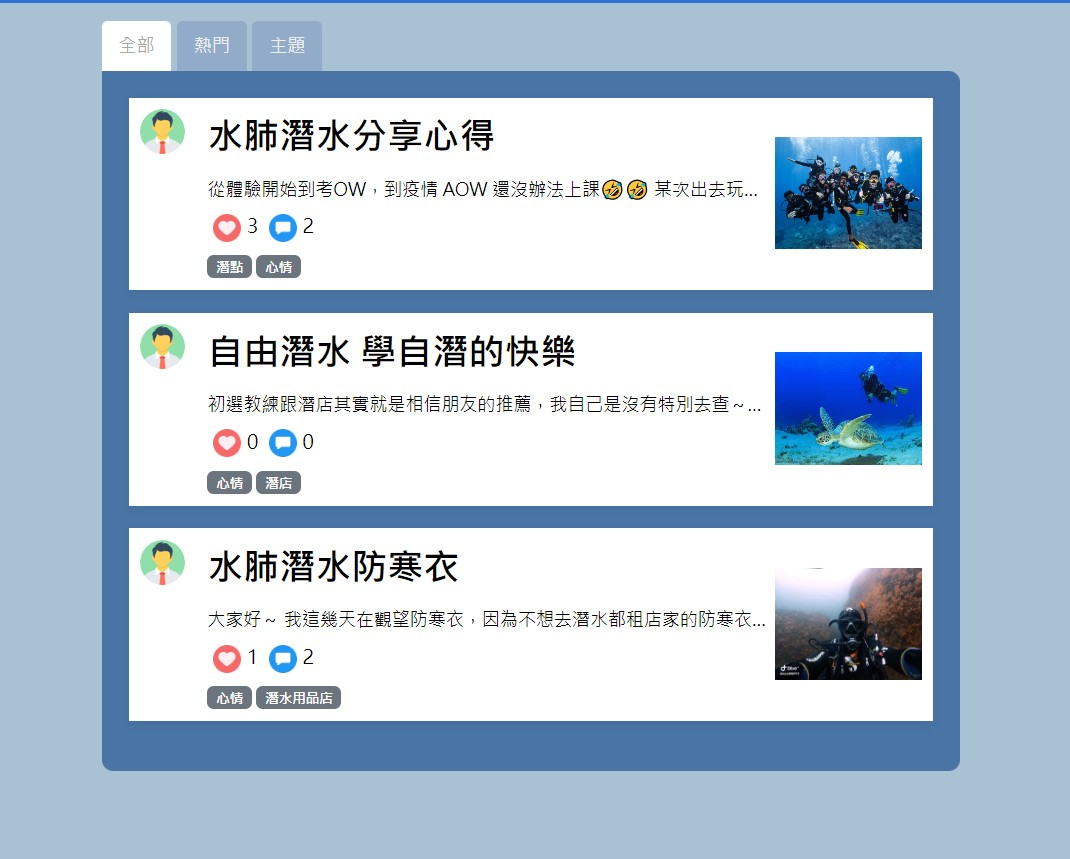 全部 熱門 主題
水肺潛水分享心得
從體驗開始到考OW，到疫情 AOW 還沒辦法上課🤣🤣 某次出去玩...
3 2
潛點 心情
自由潛水 學自潛的快樂
初選教練跟潛店其實就是相信朋友的推薦，我自己是沒有特別去查～...
0 0
心情 潛店
水肺潛水防寒衣
大家好～ 我這幾天在觀望防寒衣，因為不想去潛水都租店家的防寒衣...
1 2
心情 潛水用品店